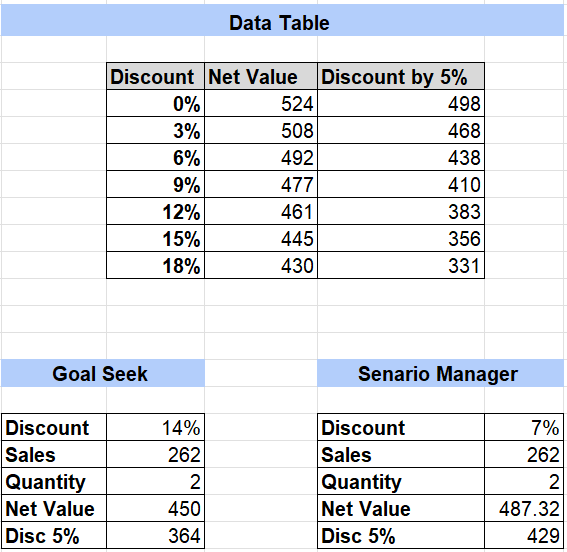 Data Table
Discount Net Value Discount by 5%
0% 524 498
3% 508 468
6% 492 438
9% 477 410
12% 461 383
15% 445 356
18% 430 331
Goal Seek Senario Manager
Discount 14% Discount 7%
Sales 262 Sales 262
Quantity 2 Quantity 2
Net Value 450 Net Value 487.32
Disc 5% 364 Disc 5% 429